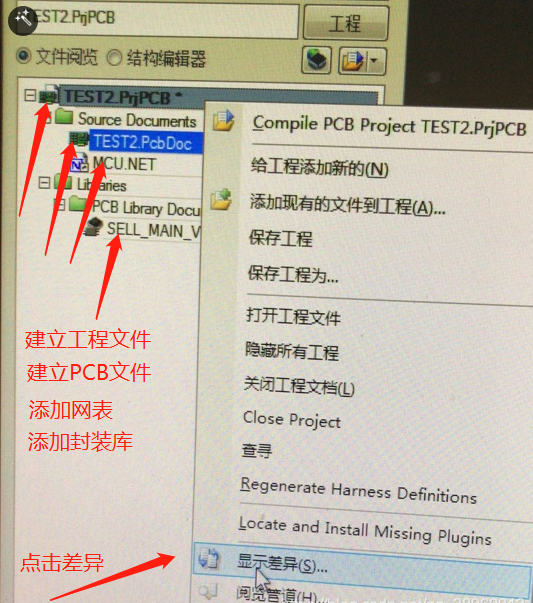 TEST2.PrjPCB
工程
文件阅览 结构编辑器
TEST2.PrjPCB *
Source Documents
TEST2.PcbDoc
MCU.NET
Libraries
PCB Library Docu
SELL_MAIN_V
Compile PCB Project TEST2.PrjPCB
给工程添加新的(N)
添加现有的文件到工程(A)...
保存工程
保存工程为...
打开工程文件
隐藏所有工程
关闭工程文档(L)
Close Project
查寻
Regenerate Harness Definitions
Locate and Install Missing Plugins
显示差异(S)...
阅览管道(H)...
建立工程文件
建立PCB文件
添加网表
添加封装库
点击差异